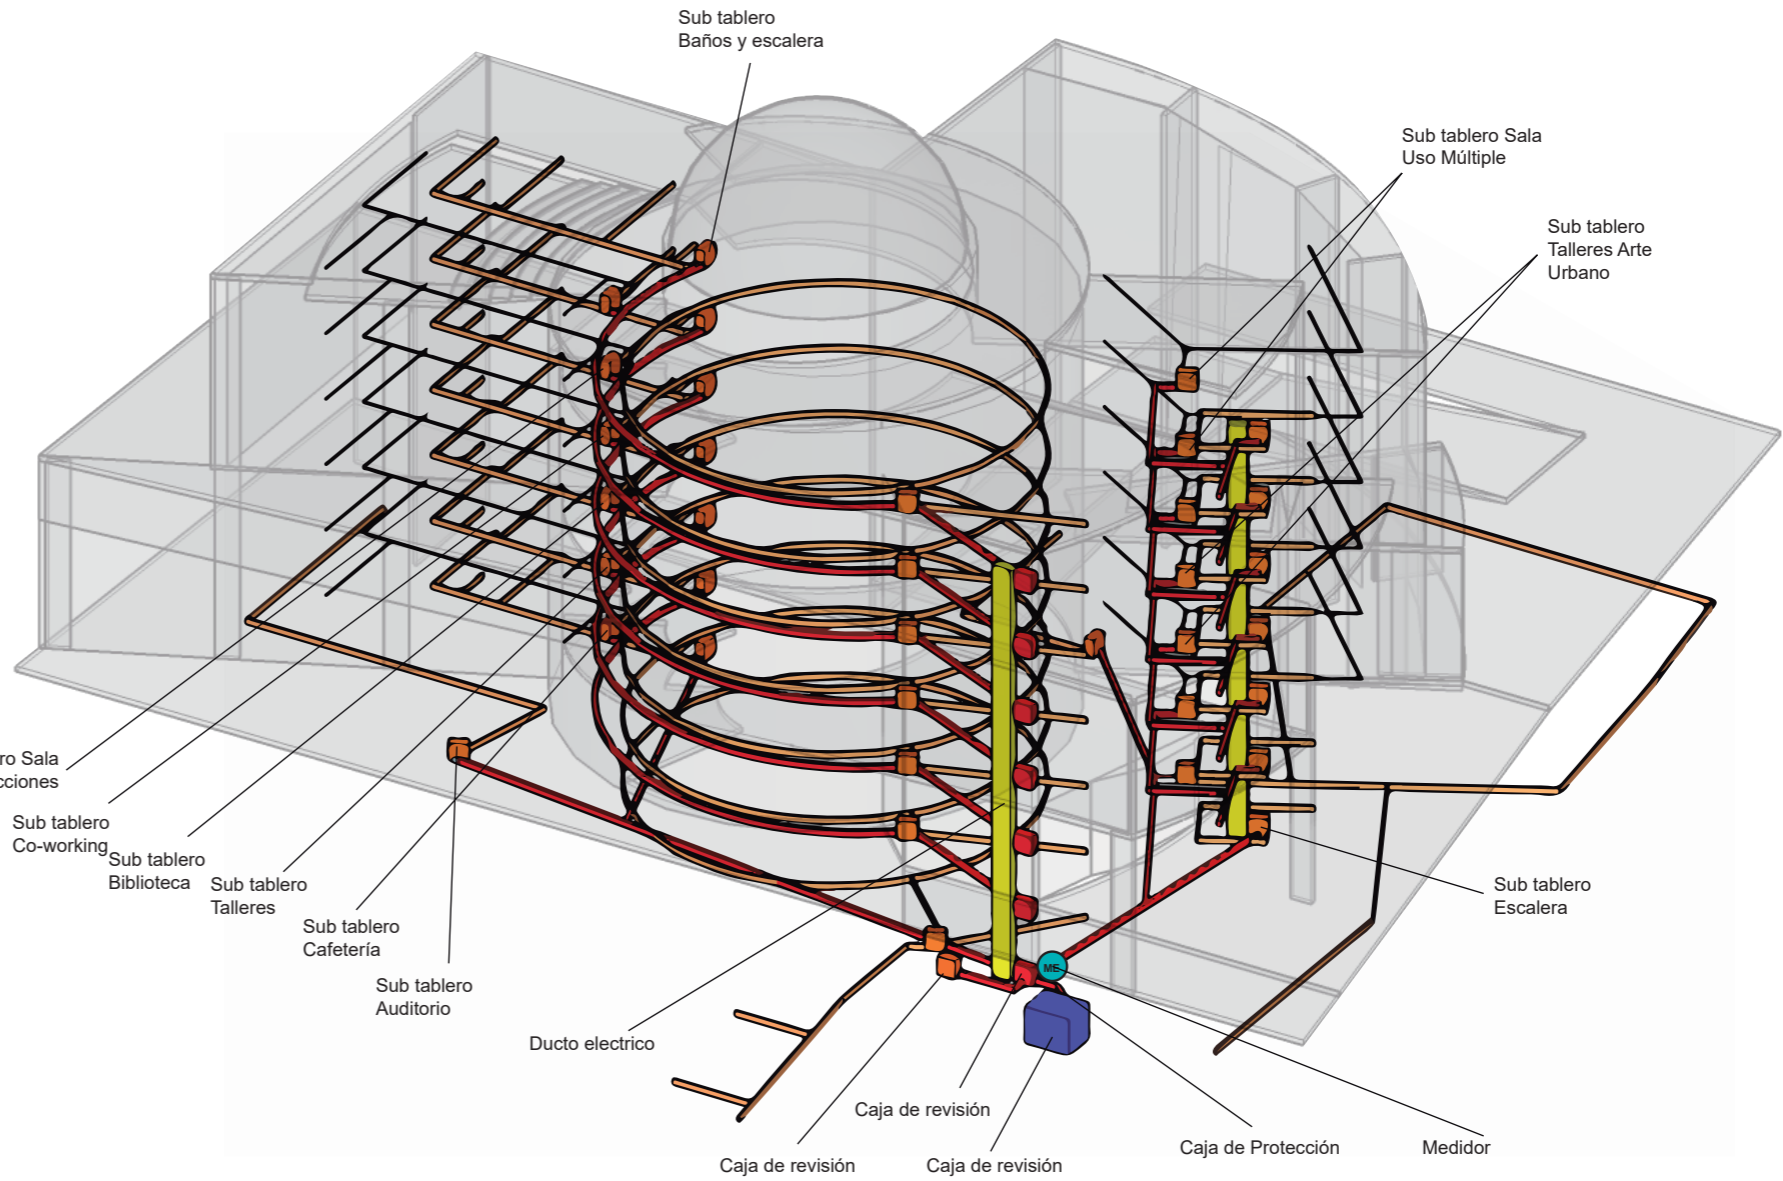 Sub tablero
Baños y escalera
Sub tablero Sala
Uso Múltiple
Sub tablero
Talleres Arte
Urbano
ro Sala
cciones
Sub tablero
Co-working
Sub tablero
Biblioteca
Sub tablero
Talleres
Sub tablero
Cafetería
Sub tablero
Auditorio
Sub tablero
Escalera
ME
Ducto electrico
Caja de revisión
Caja de revisión
Caja de revisión
Caja de Protección
Medidor